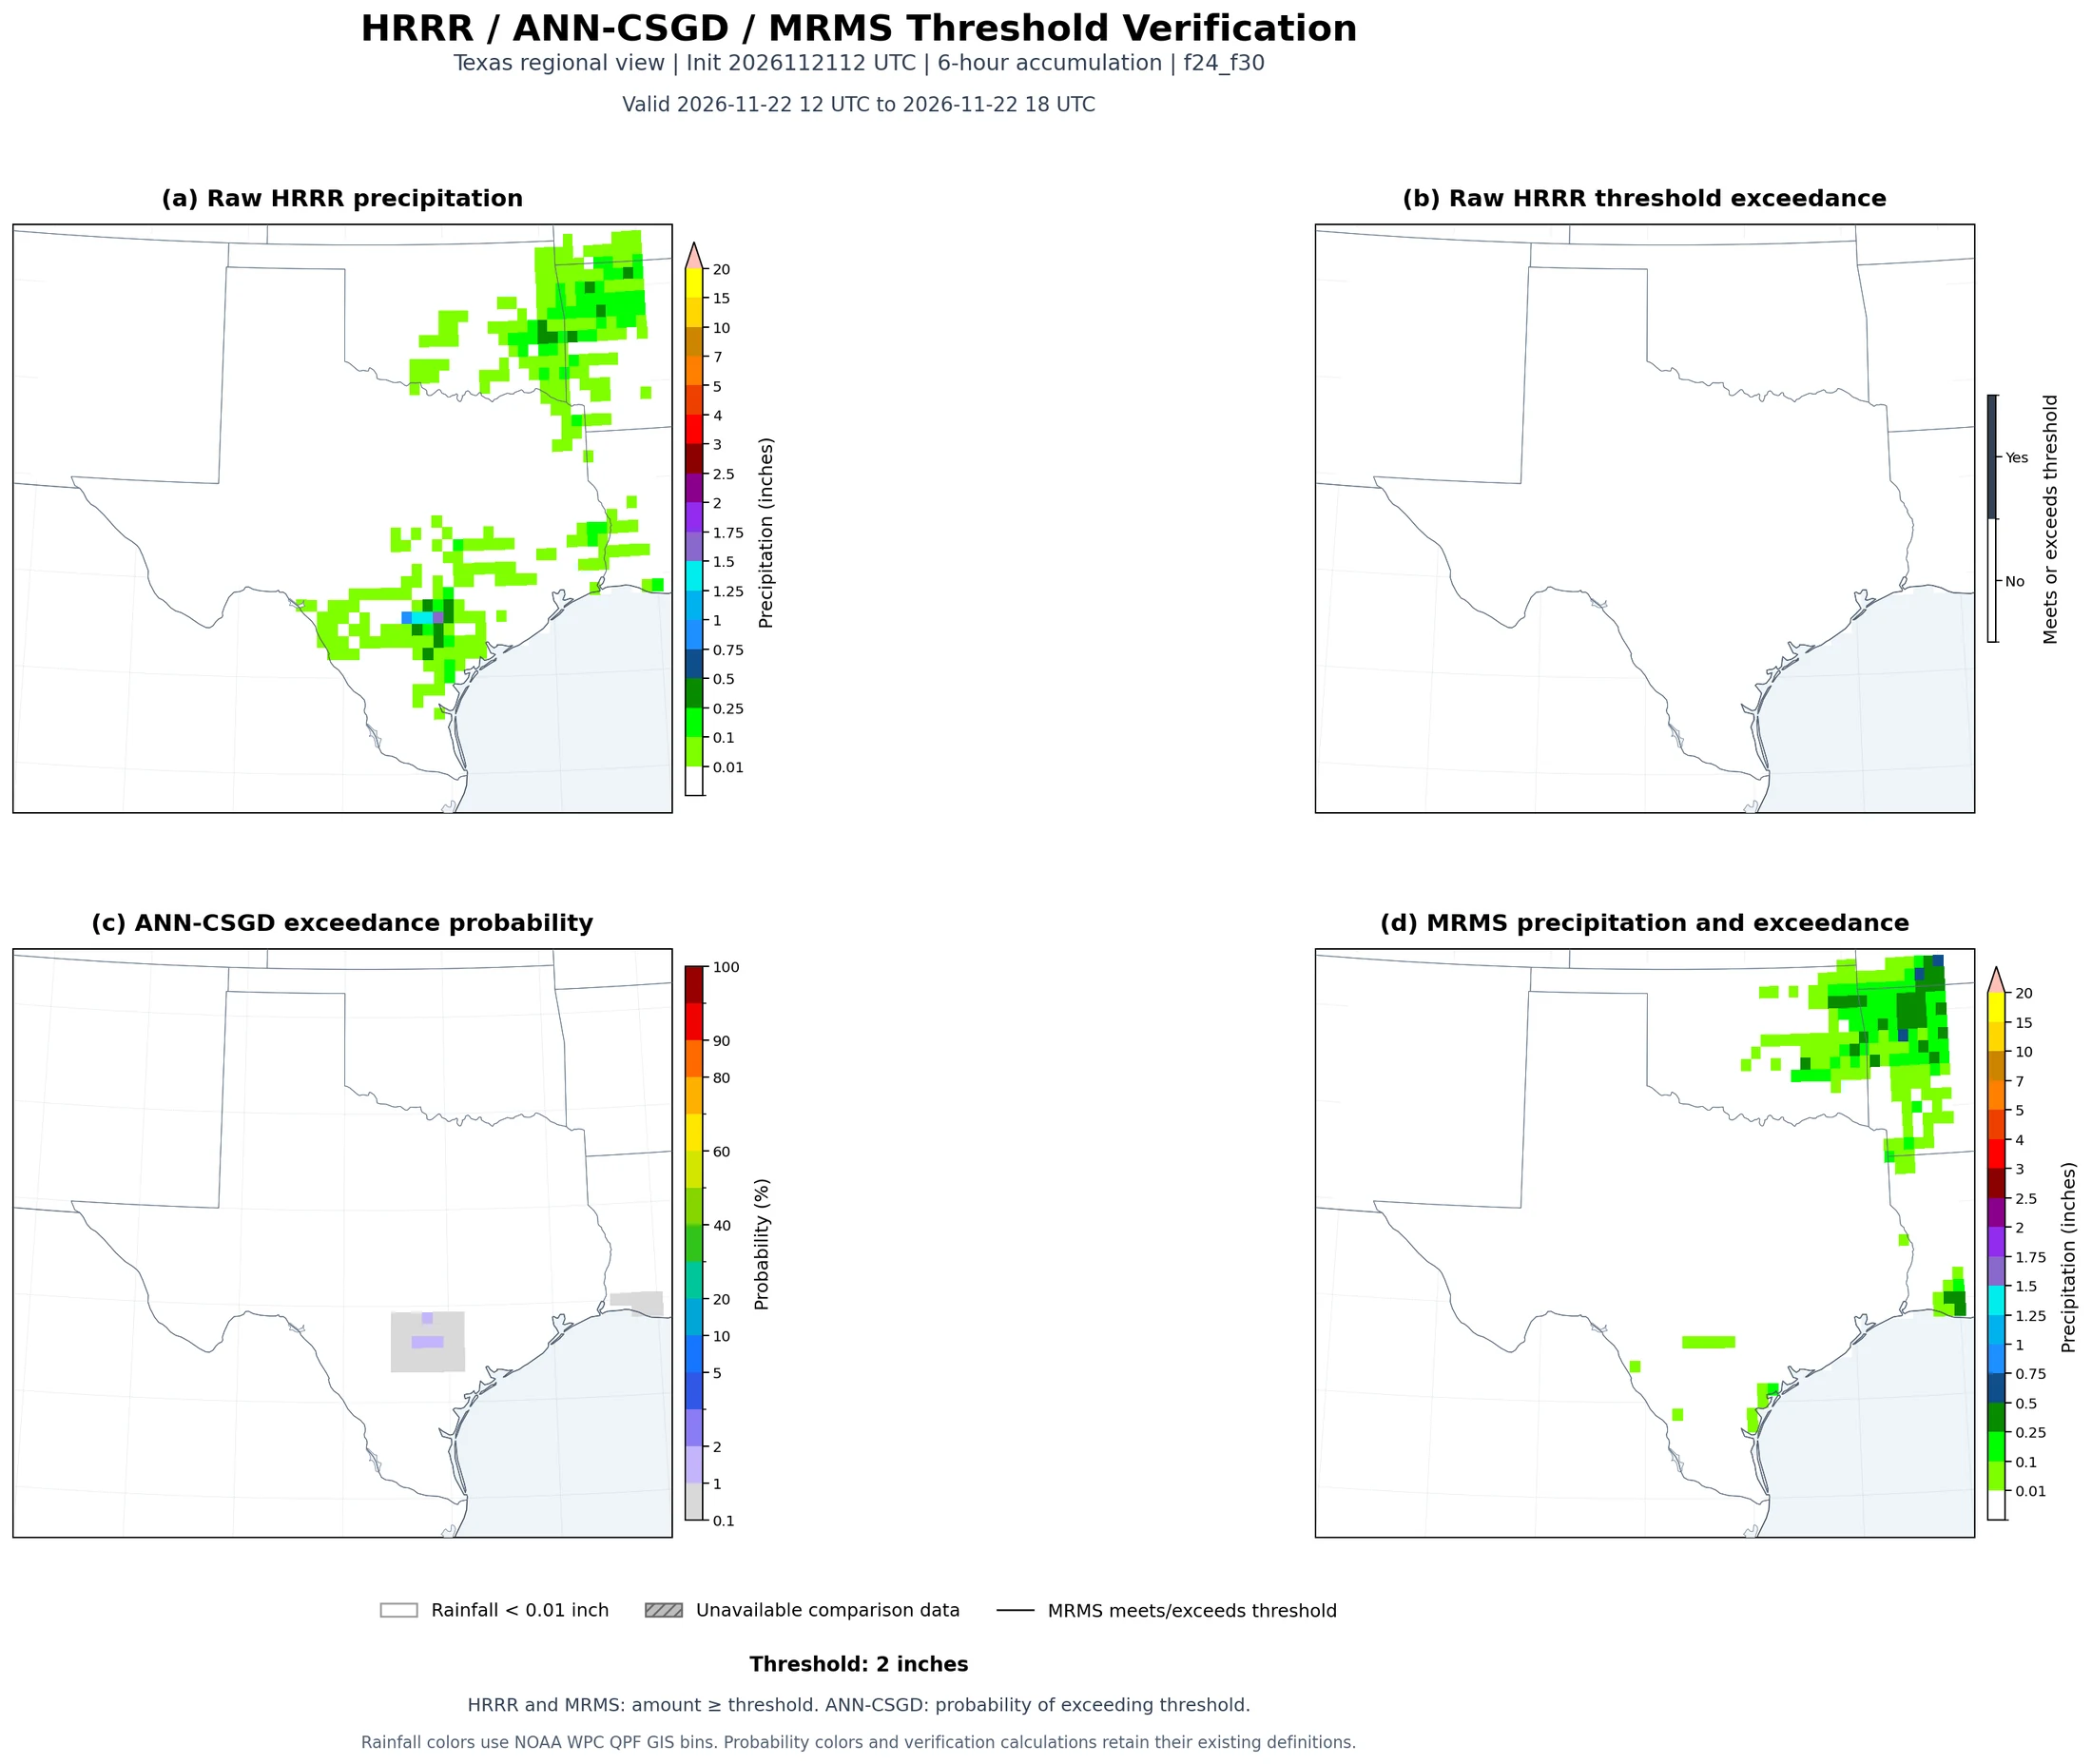 HRRR / ANN-CSGD / MRMS Threshold Verification
Texas regional view | Init 2026112112 UTC | 6-hour accumulation | f24_f30
Valid 2026-11-22 12 UTC to 2026-11-22 18 UTC
(a) Raw HRRR precipitation
20
15
10
7
5
4
3
2.5
2
1.75
1.5
1.25
1
0.75
0.5
0.25
0.1
0.01
Precipitation (inches)
(b) Raw HRRR threshold exceedance
Yes
No
Meets or exceeds threshold
(c) ANN-CSGD exceedance probability
100
90
80
60
40
20
10
5
2
1
0.1
Probability (%)
(d) MRMS precipitation and exceedance
20
15
10
7
5
4
3
2.5
2
1.75
1.5
1.25
1
0.75
0.5
0.25
0.1
0.01
Precipitation (inches)
Rainfall < 0.01 inch
Unavailable comparison data
MRMS meets/exceeds threshold
Threshold: 2 inches
HRRR and MRMS: amount ≥ threshold. ANN-CSGD: probability of exceeding threshold.
Rainfall colors use NOAA WPC QPF GIS bins. Probability colors and verification calculations retain their existing definitions.